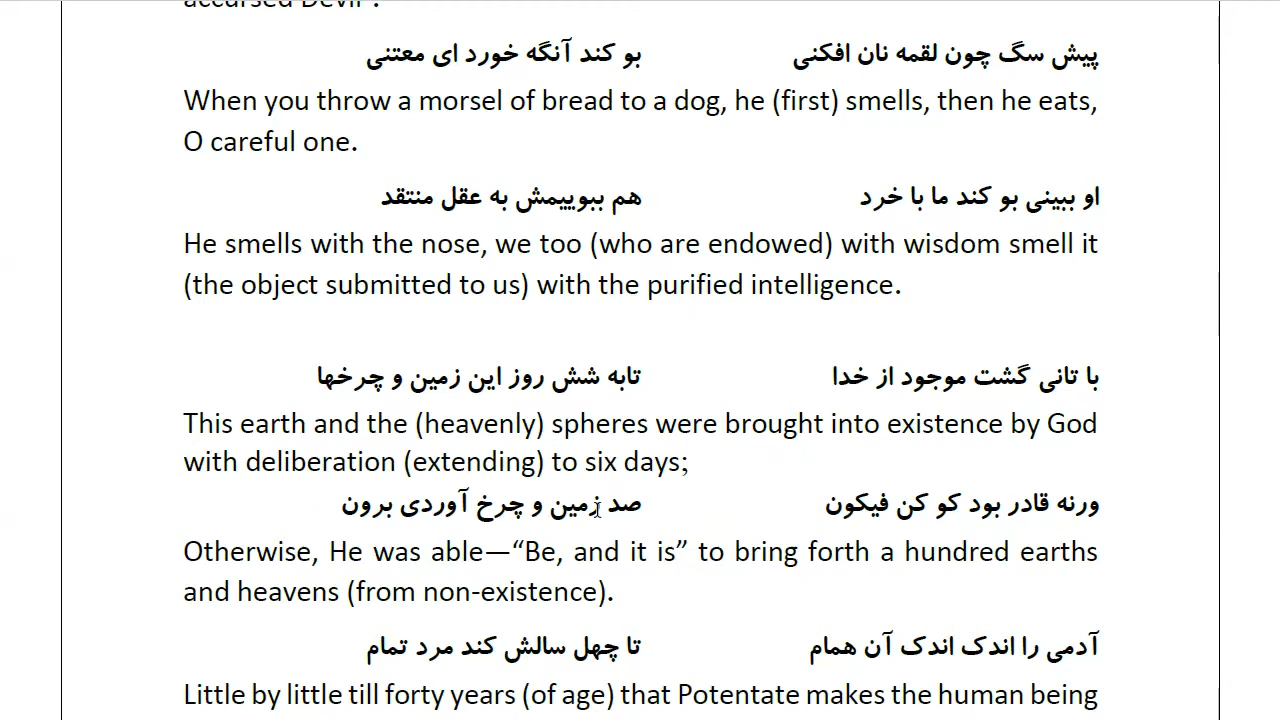 accursed Devil".
پیش سگ چون لقمه نان افکنی بو کند آنگه خورد ای معتنی
When you throw a morsel of bread to a dog, he (first) smells, then he eats,
O careful one.
او ببینی بو کند ما با خرد هم ببوییمش به عقل منتقد
He smells with the nose, we too (who are endowed) with wisdom smell it
(the object submitted to us) with the purified intelligence.
با تانی گشت موجود از خدا تابه شش روز این زمین و چرخها
This earth and the (heavenly) spheres were brought into existence by God
with deliberation (extending) to six days;
ورنه قادر بود کو کن فیکون صد زمین و چرخ آوردی برون
Otherwise, He was able—“Be, and it is” to bring forth a hundred earths
and heavens (from non-existence).
آدمی را اندک اندک آن همام تا چهل سالش کند مرد تمام
Little by little till forty years (of age) that Potentate makes the human being